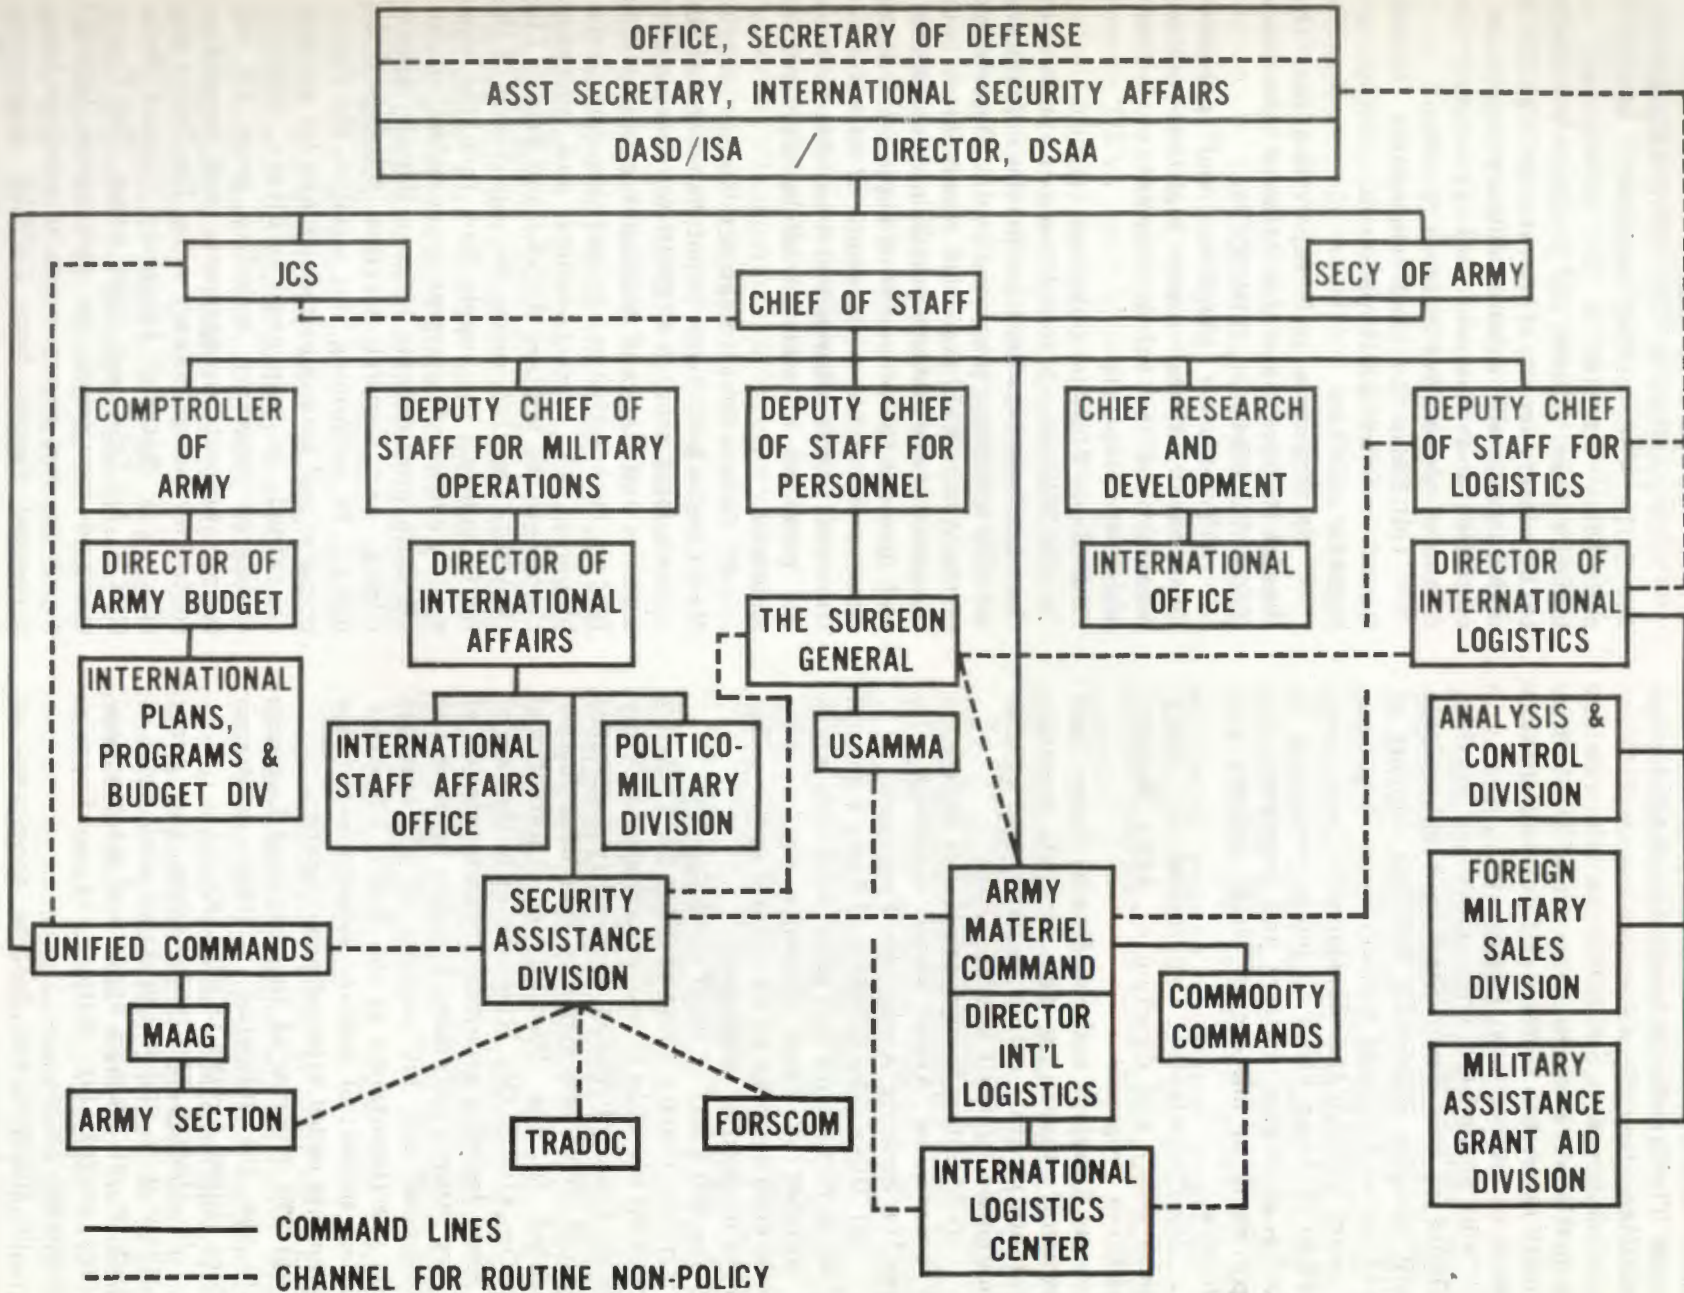 OFFICE, SECRETARY OF DEFENSE
ASST SECRETARY, INTERNATIONAL SECURITY AFFAIRS
DASD/ISA / DIRECTOR, DSAA
JCS
CHIEF OF STAFF
SECY OF ARMY
COMPTROLLER
OF
ARMY
DEPUTY CHIEF OF
STAFF FOR MILITARY
OPERATIONS
DEPUTY CHIEF
OF STAFF FOR
PERSONNEL
CHIEF RESEARCH
AND
DEVELOPMENT
DEPUTY CHIEF
OF STAFF FOR
LOGISTICS
DIRECTOR OF
ARMY BUDGET
DIRECTOR OF
INTERNATIONAL
AFFAIRS
THE SURGEON
GENERAL
INTERNATIONAL
OFFICE
DIRECTOR OF
INTERNATIONAL
LOGISTICS
INTERNATIONAL
PLANS,
PROGRAMS &
BUDGET DIV
INTERNATIONAL
STAFF AFFAIRS
OFFICE
POLITICO-
MILITARY
DIVISION
USAMMA
ANALYSIS &
CONTROL
DIVISION
UNIFIED COMMANDS
SECURITY
ASSISTANCE
DIVISION
ARMY
MATERIEL
COMMAND
DIRECTOR
INT'L
LOGISTICS
COMMODITY
COMMANDS
FOREIGN
MILITARY
SALES
DIVISION
MAAG
ARMY SECTION
TRADOC
FORSCOM
INTERNATIONAL
LOGISTICS
CENTER
MILITARY
ASSISTANCE
GRANT AID
DIVISION
COMMAND LINES
CHANNEL FOR ROUTINE NON-POLICY